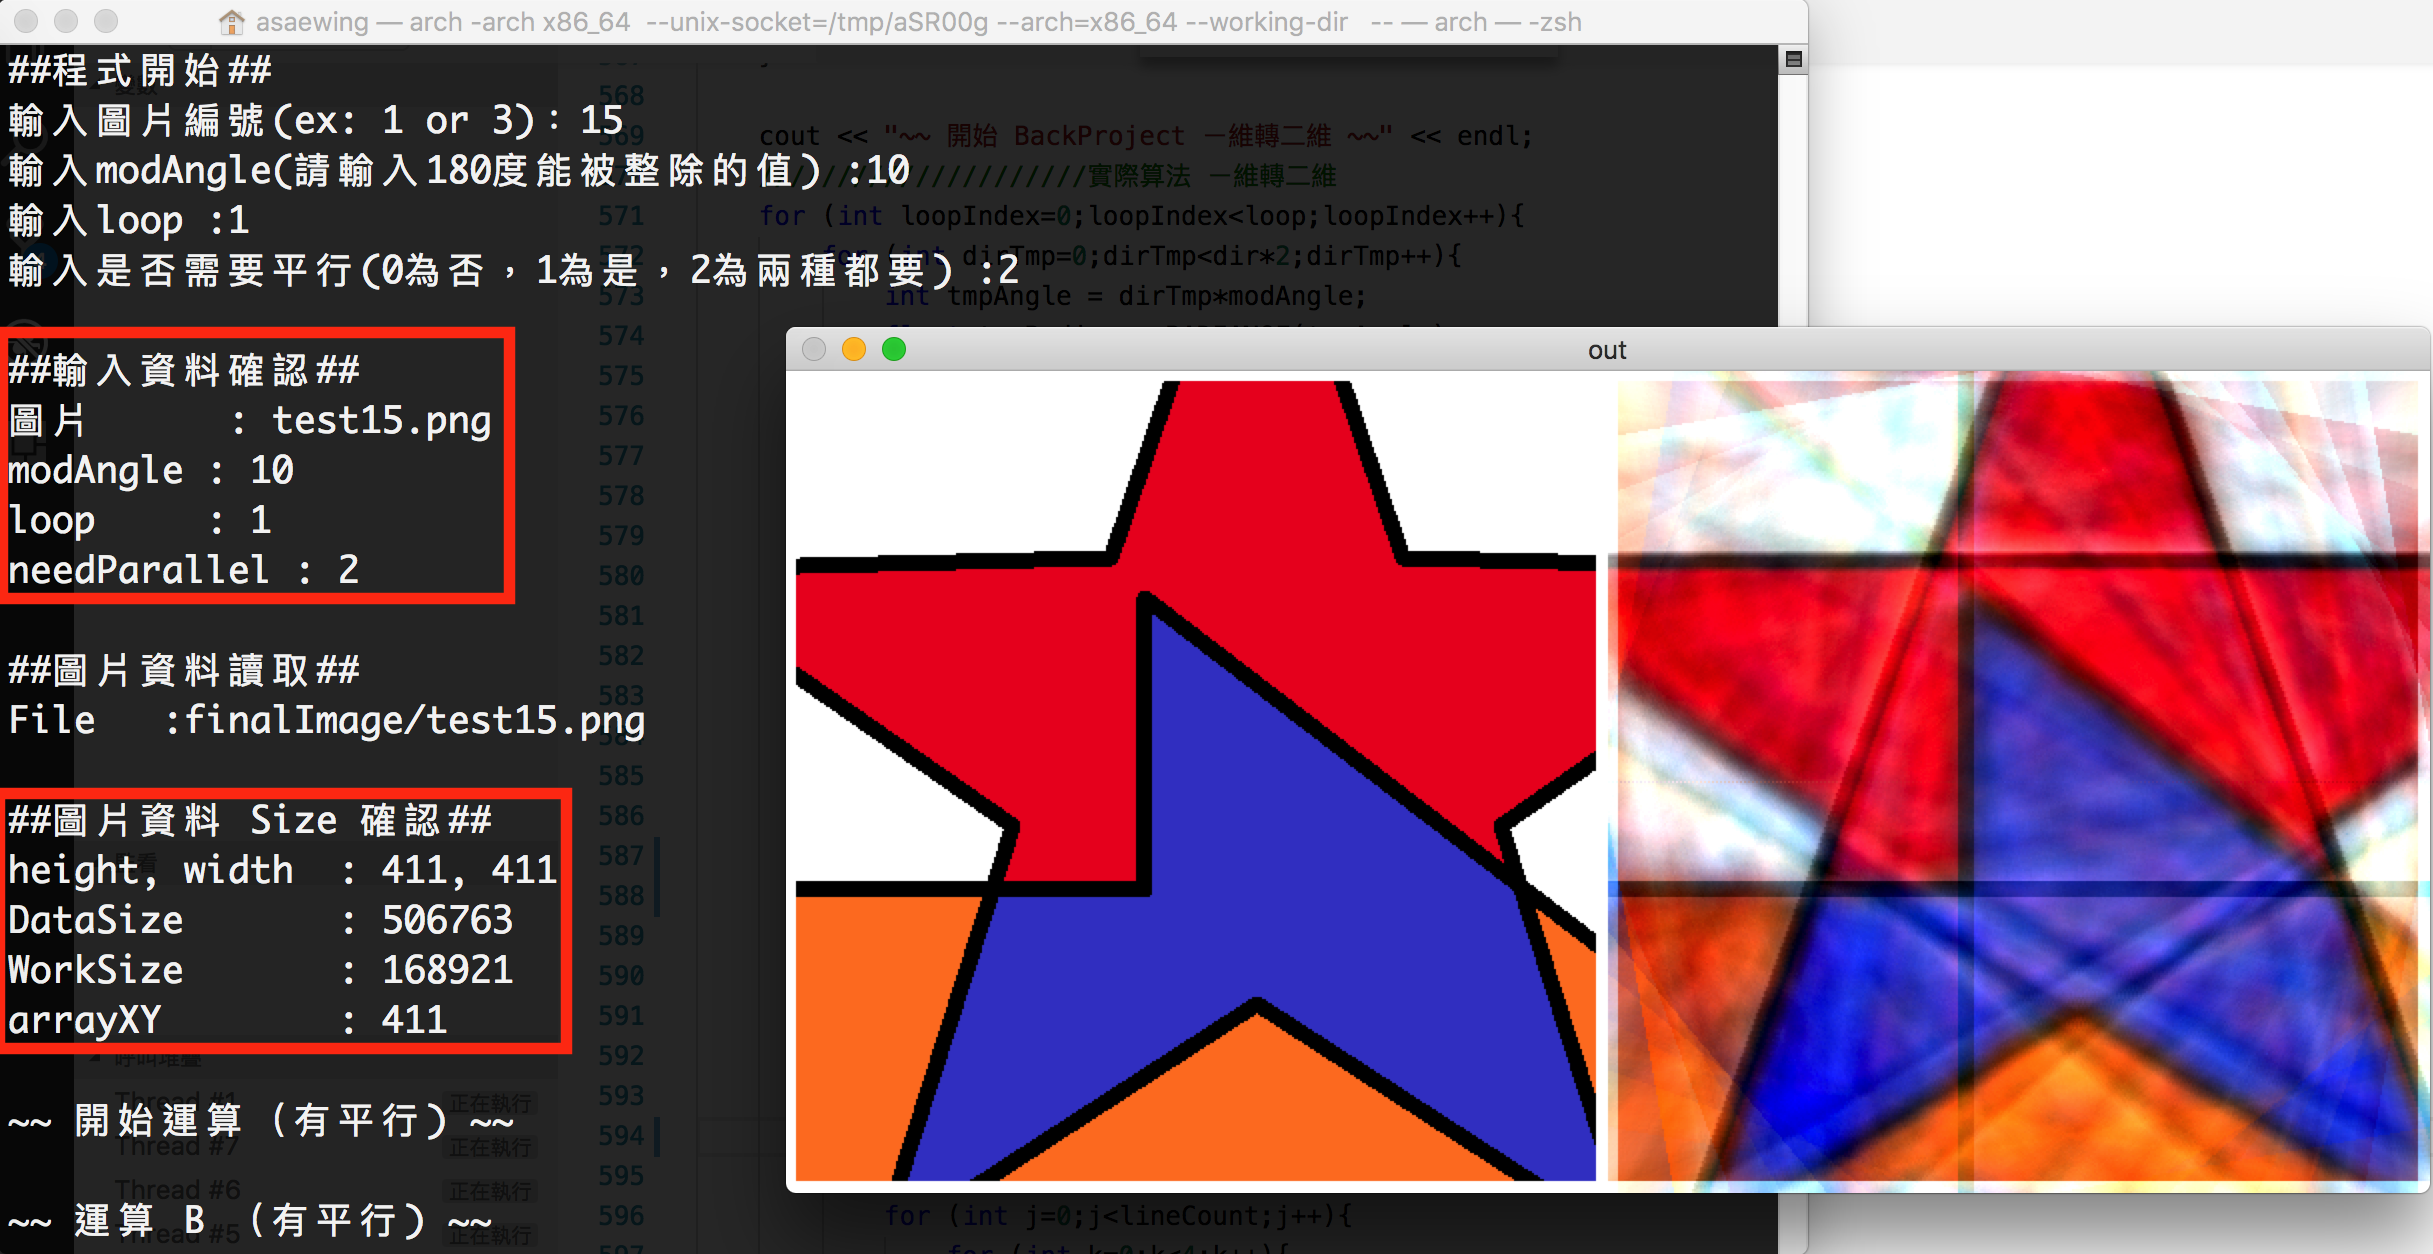 asaewing — arch -arch x86_64 --unix-socket=/tmp/aSR00g --arch=x86_64 --working-dir -- — arch — -zsh
##程式開始##
輸入圖片編號(ex: 1 or 3): 15
輸入modAngle(請輸入180度能被整除的值) :10
輸入loop :1
輸入是否需要平行(0為否，1為是，2為兩種都要) :2
##輸入資料確認##
圖片 : test15.png
modAngle : 10
loop : 1
needParallel : 2
##圖片資料讀取##
File :finalImage/test15.png
##圖片資料 Size 確認##
height, width : 411, 411
DataSize : 506763
WorkSize : 168921
arrayXY : 411
~~ 開始運算 (有平行) ~~
~~ 運算 B (有平行) ~~
568
cout << "~~ 開始 BackProject 一維轉二維 ~~" << endl;
實際算法 一維轉二維
571 for (int loopIndex=0;loopIndex<loop;loopIndex++){
for (int dirTmp=0;dirTmp<dir*2;dirTmp++){
573 int tmpAngle = dirTmp*modAngle;
574
575
576
577
578
579
580
581
582
583
585
586
587
588
589
590
591
592
593
594
595
596 for (int j=0;j<lineCount;j++){
for (int k=0;k<4;k++){
呼叫堆疊
Thread #1 正在執行
Thread #7 正在執行
Thread #6 正在執行
Thread #5 正在執行
out